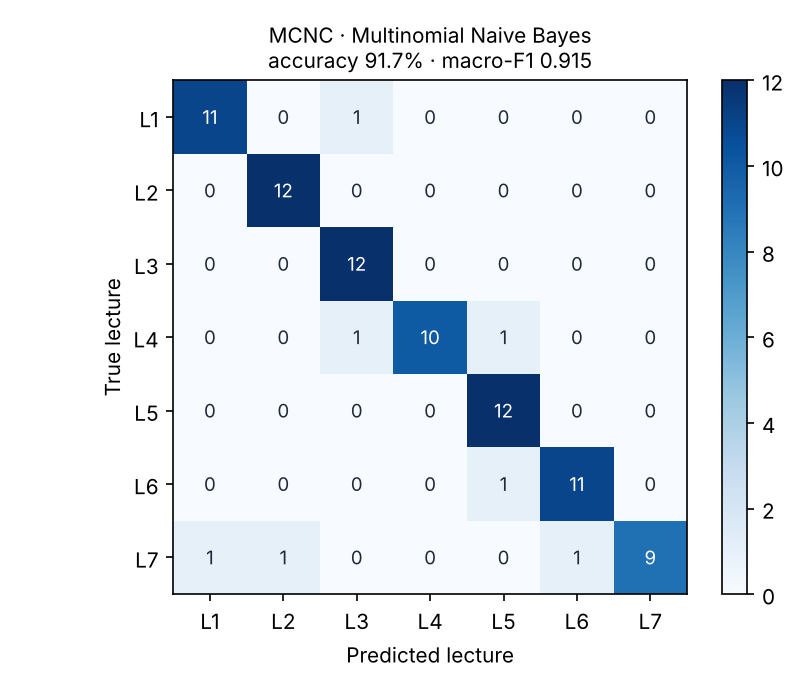 MCNC · Multinomial Naive Bayes
accuracy 91.7% · macro-F1 0.915
True lecture
L1 11 0 1 0 0 0 0
L2 0 12 0 0 0 0 0
L3 0 0 12 0 0 0 0
L4 0 0 1 10 1 0 0
L5 0 0 0 0 12 0 0
L6 0 0 0 0 1 11 0
L7 1 1 0 0 0 1 9
L1 L2 L3 L4 L5 L6 L7
Predicted lecture
12
10
8
6
4
2
0